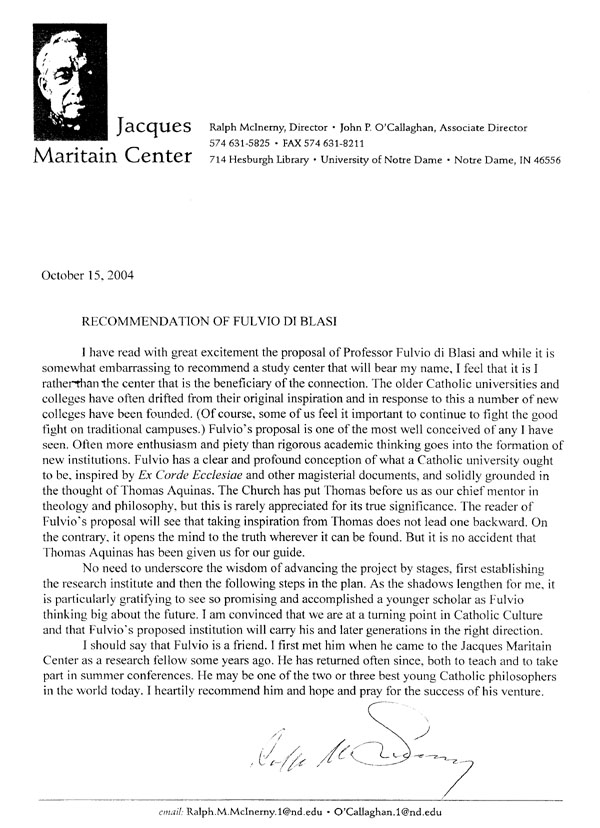 Jacques
Maritain Center
Ralph McInerny, Director • John P. O'Callaghan, Associate Director
574 631-5825 • FAX 574 631-8211
714 Hesburgh Library • University of Notre Dame • Notre Dame, IN 46556
October 15, 2004
RECOMMENDATION OF FULVIO DI BLASI
I have read with great excitement the proposal of Professor Fulvio di Blasi and while it is
somewhat embarrassing to recommend a study center that will bear my name, I feel that it is I
rather than the center that is the beneficiary of the connection. The older Catholic universities and
colleges have often drifted from their original inspiration and in response to this a number of new
colleges have been founded. (Of course, some of us feel it important to continue to fight the good
fight on traditional campuses.) Fulvio's proposal is one of the most well conceived of any I have
seen. Often more enthusiasm and piety than rigorous academic thinking goes into the formation of
new institutions. Fulvio has a clear and profound conception of what a Catholic university ought
to be, inspired by Ex Corde Ecclesiae and other magisterial documents, and solidly grounded in
the thought of Thomas Aquinas. The Church has put Thomas before us as our chief mentor in
theology and philosophy, but this is rarely appreciated for its true significance. The reader of
Fulvio's proposal will see that taking inspiration from Thomas does not lead one backward. On
the contrary, it opens the mind to the truth wherever it can be found. But it is no accident that
Thomas Aquinas has been given us for our guide.
No need to underscore the wisdom of advancing the project by stages, first establishing
the research institute and then the following steps in the plan. As the shadows lengthen for me, it
is particularly gratifying to see so promising and accomplished a younger scholar as Fulvio
thinking big about the future. I am convinced that we are at a turning point in Catholic Culture
and that Fulvio's proposed institution will carry his and later generations in the right direction.
I should say that Fulvio is a friend. I first met him when he came to the Jacques Maritain
Center as a research fellow some years ago. He has returned often since, both to teach and to take
part in summer conferences. He may be one of the two or three best young Catholic philosophers
in the world today. I heartily recommend him and hope and pray for the success of his venture.
Ralph McInerny
email: Ralph.M.McInerny.1@nd.edu • O'Callaghan.1@nd.edu